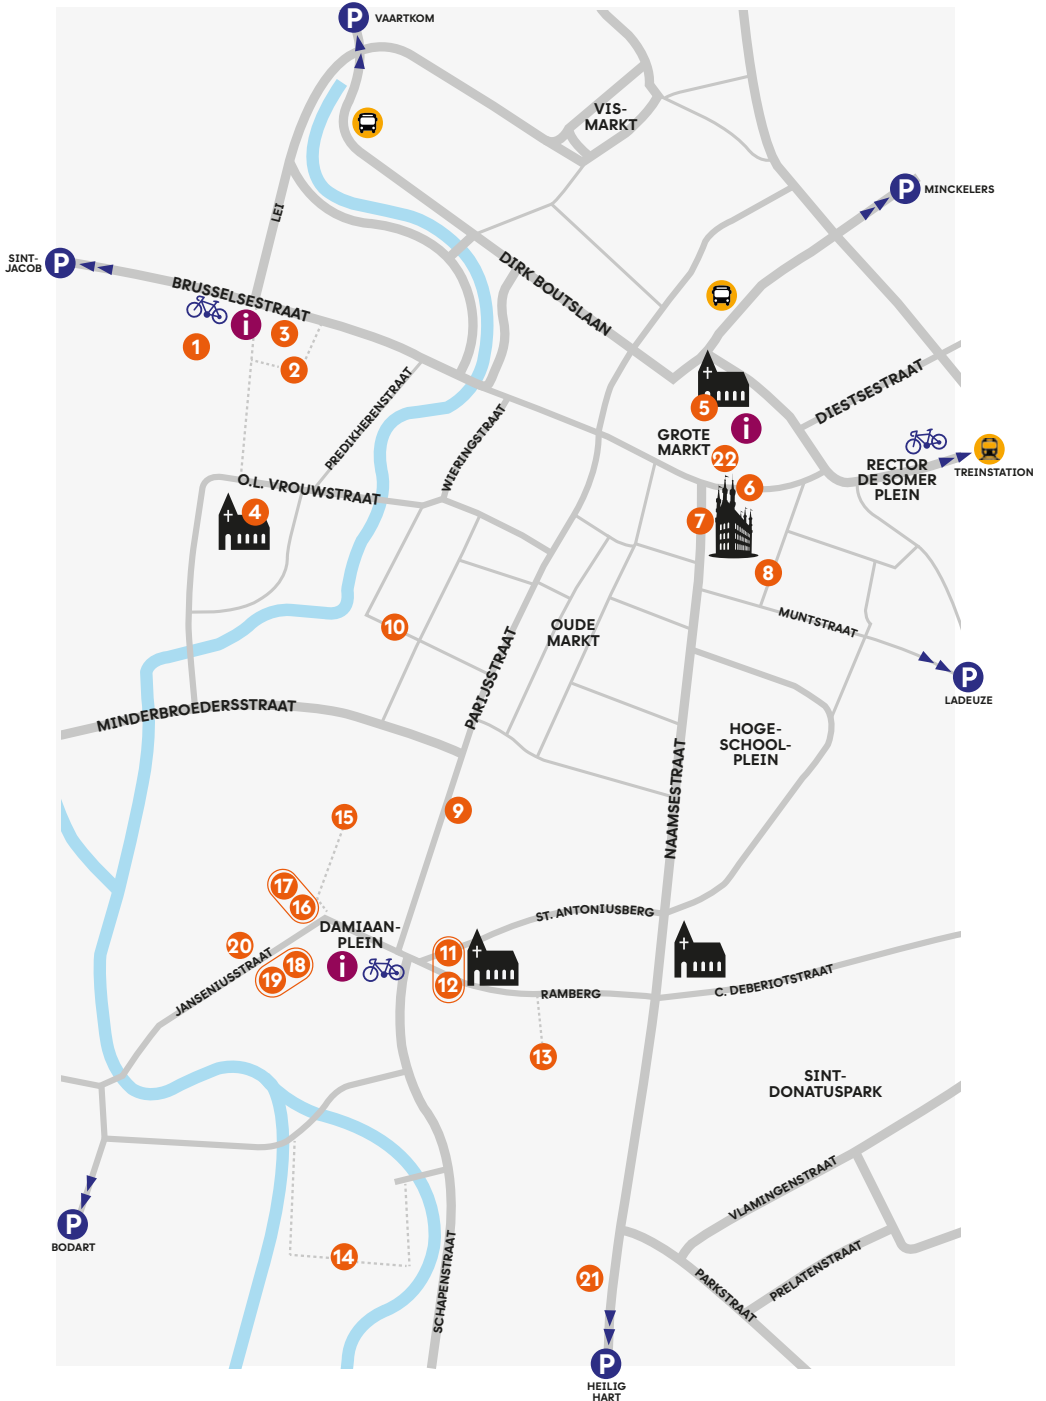 P
VAARTKOM
VIS-
MARKT
P
MINCKELERS
LEI
SINT-
JACOB
P
BRUSSELSESTRAAT
DIRK BOUTSLAAN
i
3
1
2
PREDIKHERENSTRAAT
WIERINGSTRAAT
DIESTSESTRAAT
5
i
GROTE
MARKT
22
RECTOR
DE SOMER
PLEIN
TREINSTATION
O.L. VROUWSTRAAT
4
6
7
8
10
OUDE
MARKT
MUNTSTRAAT
P
LADEUZE
PARIJSSTRAAT
MINDERBROEDERSSTRAAT
HOGE-
SCHOOL-
PLEIN
NAAMSESTRAAT
9
15
17
16
ST. ANTONIUSBERG
DAMIAAN-
PLEIN
20
18
19
i
11
12
JANSENIUSSTRAAT
RAMBERG
C. DEBERIOTSTRAAT
13
SINT-
DONATUSPARK
P
BODART
14
SCHAPENSTRAAT
VLAMINGENSTRAAT
PRELATENSTRAAT
PARKSTRAAT
21
P
HEILIG
HART